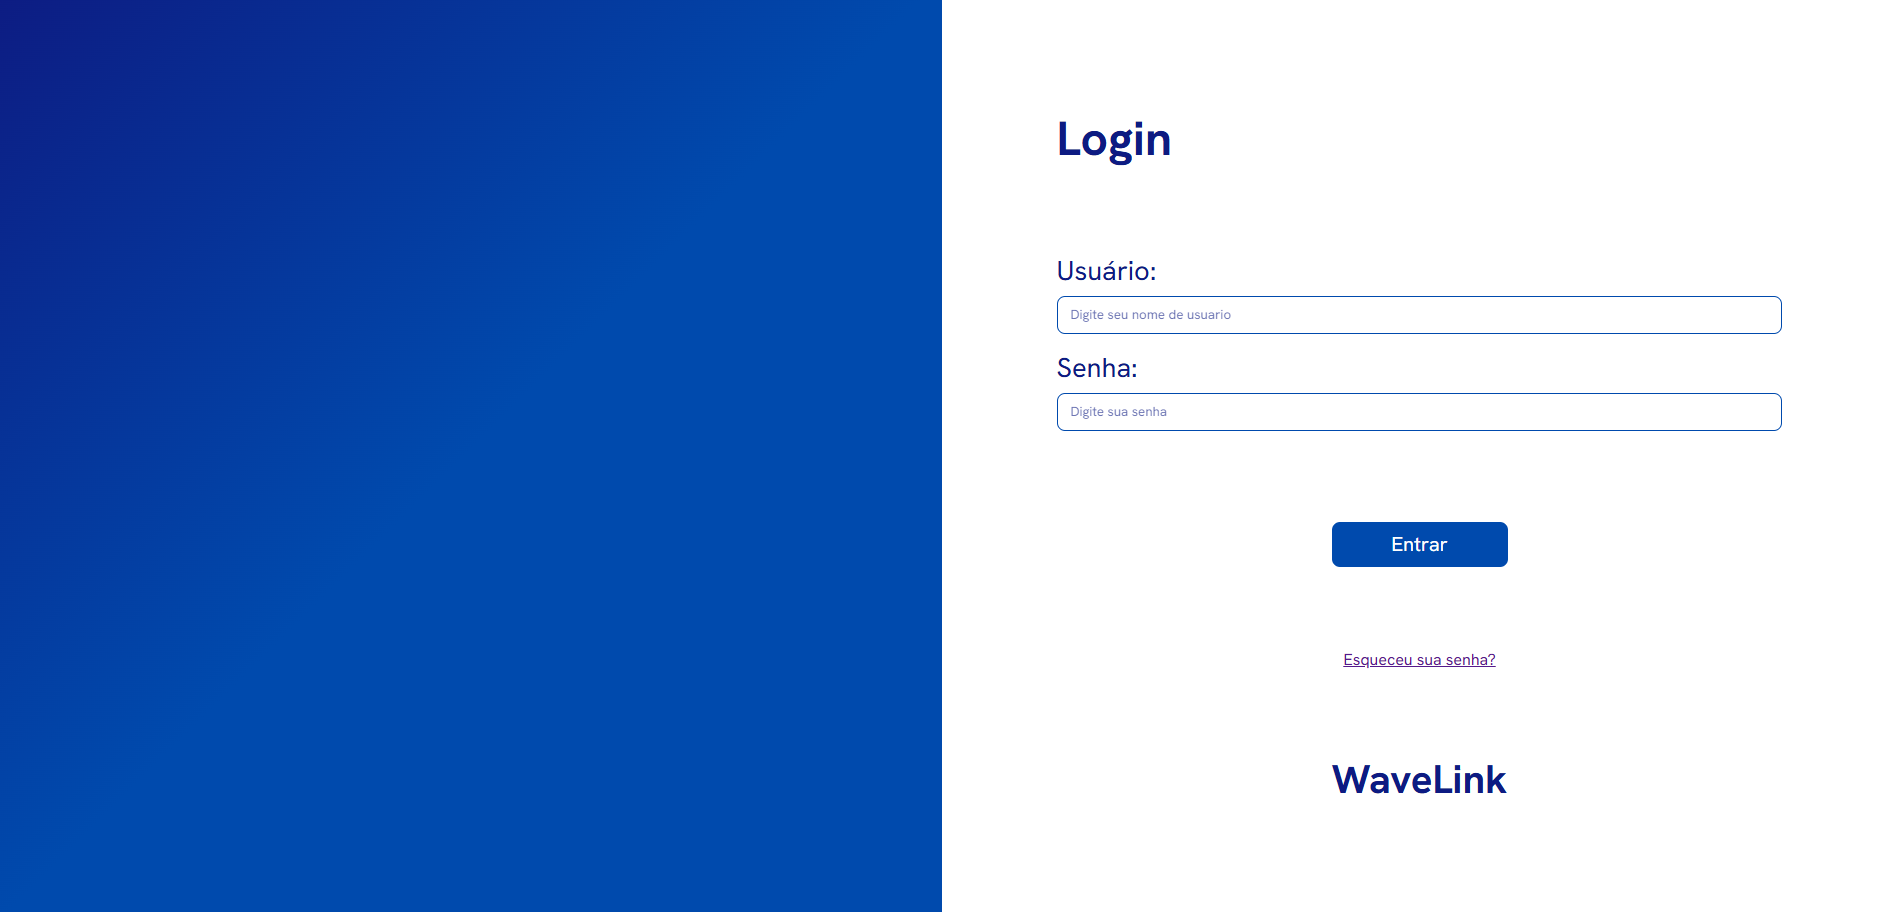 Login
Usuário:
Digite seu nome de usuario
Senha:
Digite sua senha
Entrar
Esqueceu sua senha?
WaveLink